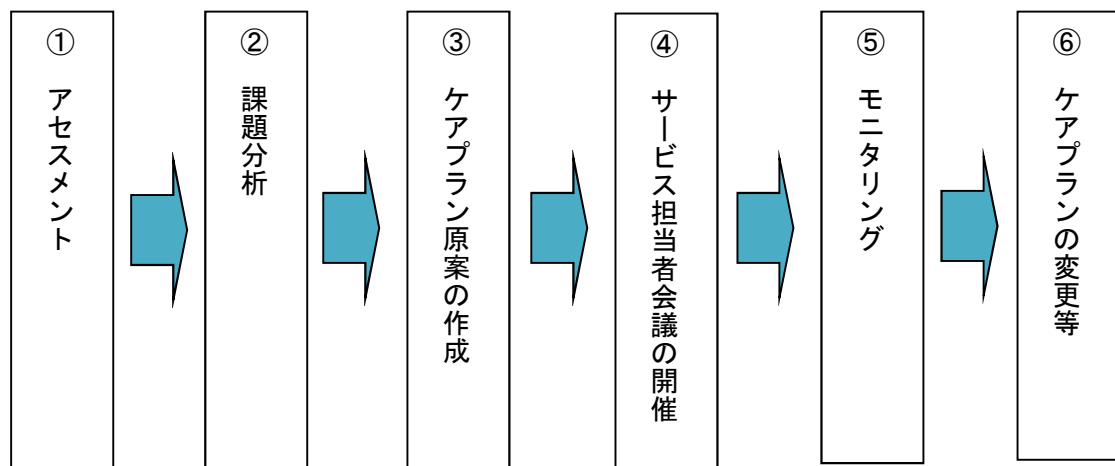 ① アセスメント
② 課題分析
③ ケアプラン原案の作成
④ サービス担当者会議の開催
⑤ モニタリング
⑥ ケアプランの変更等